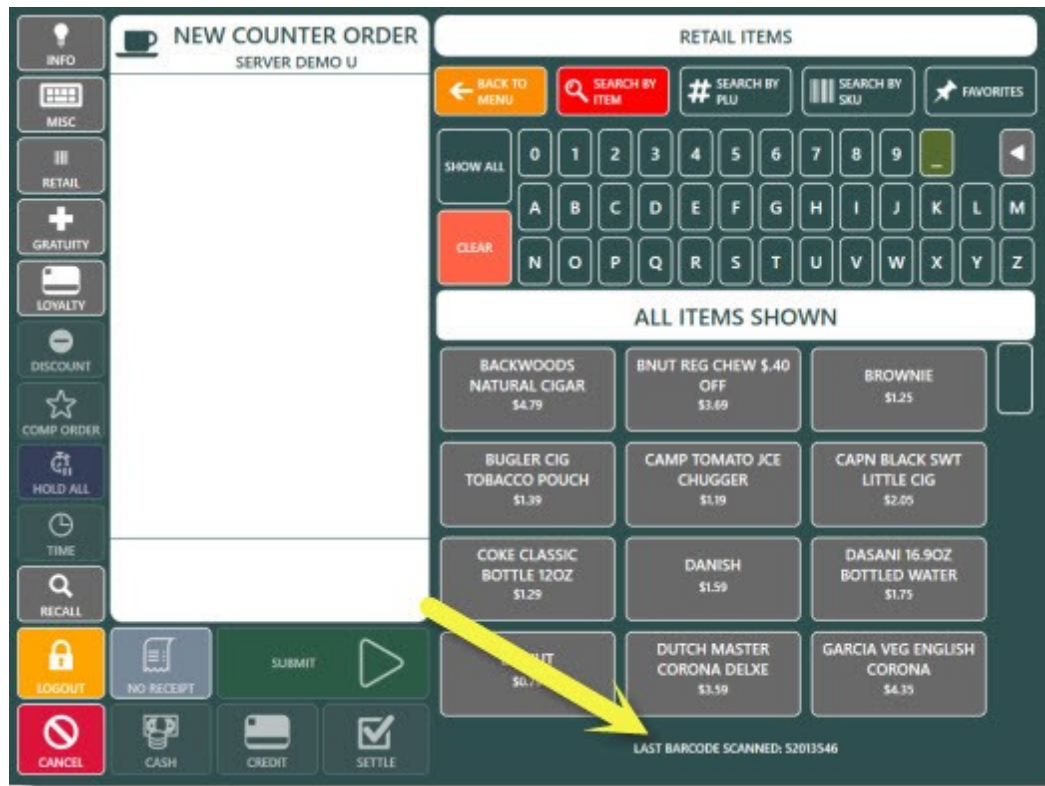 INFO
MISC
RETAIL
GRATUITY
LOYALTY
DISCOUNT
COMP ORDER
HOLD ALL
TIME
RECALL
LOGOUT
CANCEL
NEW COUNTER ORDER
SERVER DEMO U
NO RECEIPT
SUBMIT
CASH
CREDIT
SETTLE
RETAIL ITEMS
BACK TO
MENU
SEARCH BY
ITEM
# SEARCH BY
PLU
SEARCH BY
SKU
FAVORITES
SHOW ALL
0 1 2 3 4 5 6 7 8 9 _
A B C D E F G H I J K L M
CLEAR
N O P Q R S T U V W X Y Z
ALL ITEMS SHOWN
BACKWOODS
NATURAL CIGAR
$4.79
BNUT REG CHEW $.40
OFF
$3.69
BROWNIE
$1.25
BUGLER CIG
TOBACCO POUCH
$1.39
CAMP TOMATO JCE
CHUGGER
$1.19
CAPN BLACK SWT
LITTLE CIG
$2.05
COKE CLASSIC
BOTTLE 12OZ
$1.29
DANISH
$1.59
DASANI 16.9OZ
BOTTLED WATER
$1.75
DUTCH MASTER
CORONA DELXE
$3.59
GARCIA VEG ENGLISH
CORONA
$4.35
LAST BARCODE SCANNED: S2013546